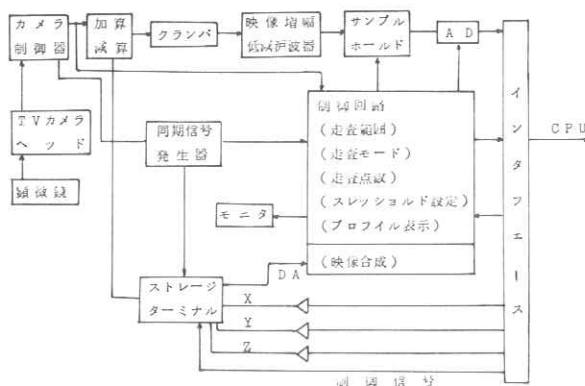 カメラ
制御器
加算
減算
クランパ
映像増幅
低減沪波器
サンプル
ホールド
AD
インタフェース
CPU
TVカメラ
ヘッド
顕微鏡
同期信号
発生器
制御回路
(走査範囲)
(走査モード)
(走査点数)
(スレッショルド設定)
(プロフィル表示)
(映像合成)
モニタ
DA
ストレージ
ターミナル
X
Y
Z
制御信号